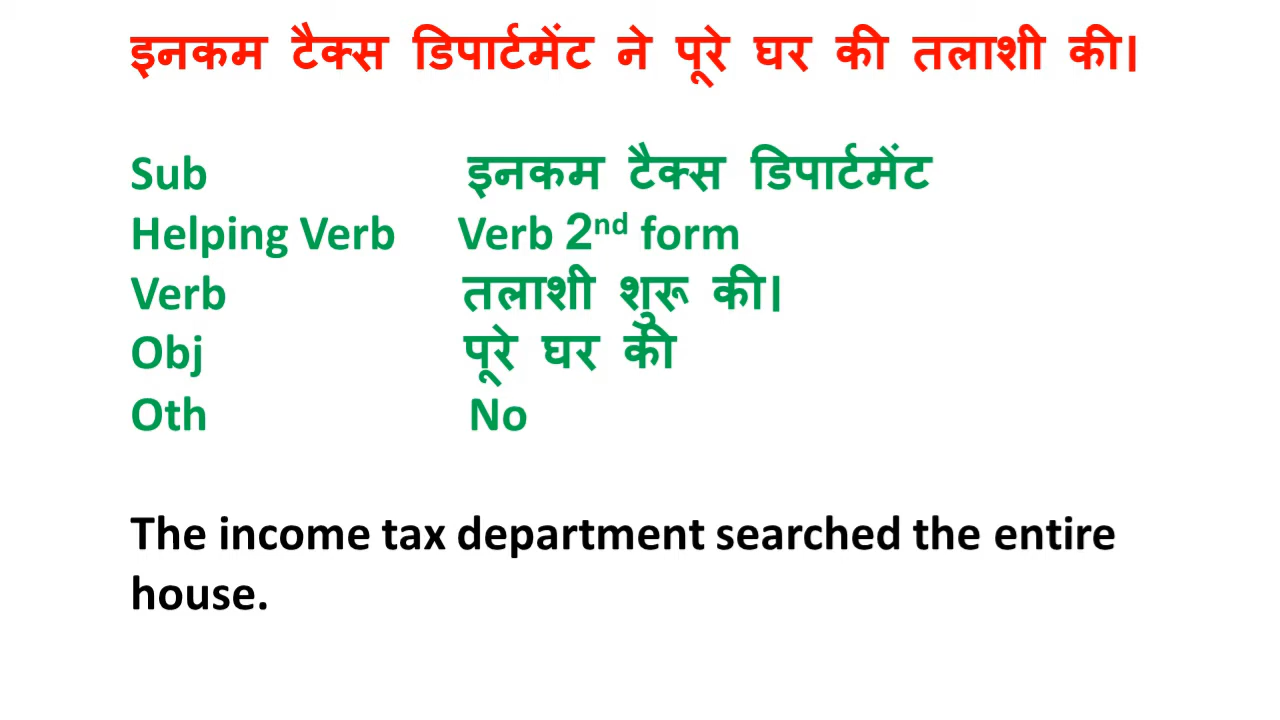 इनकम टैक्स डिपार्टमेंट ने पूरे घर की तलाशी की।
Sub इनकम टैक्स डिपार्टमेंट
Helping Verb Verb 2nd form
Verb तलाशी शुरू की।
Obj पूरे घर की
Oth No
The income tax department searched the entire
house.